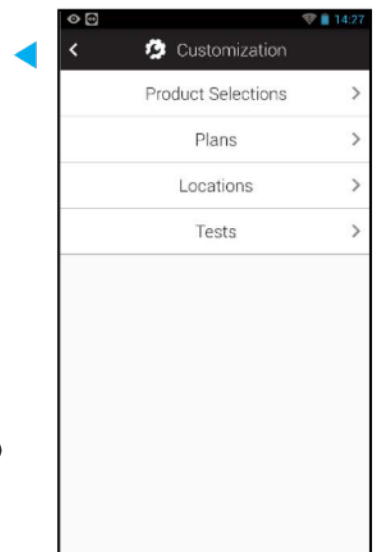 14:27
Customization
Product Selections
Plans
Locations
Tests